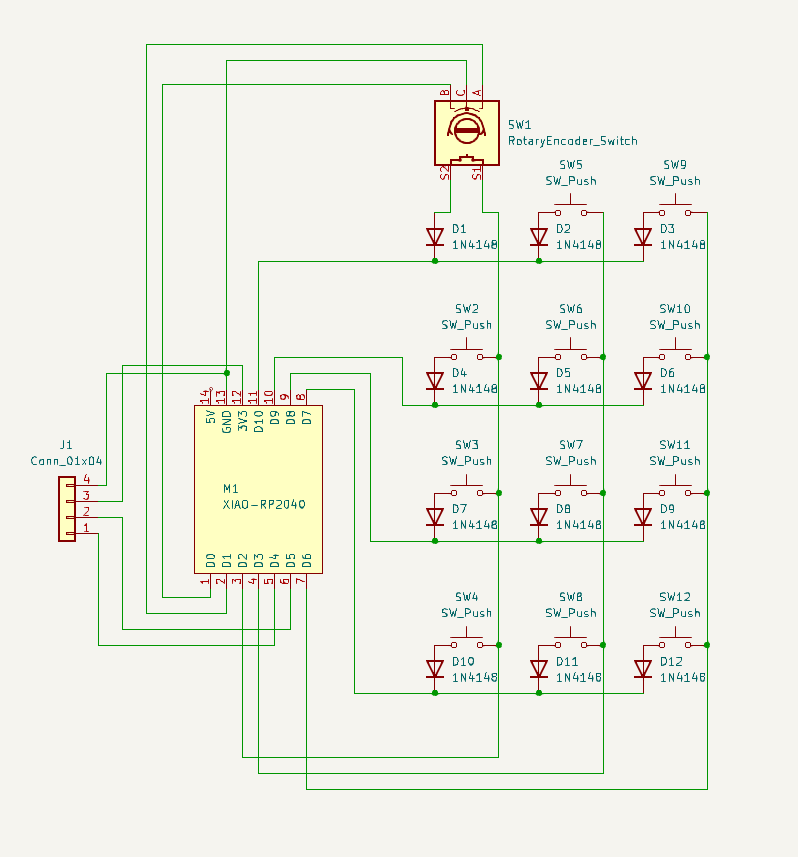 B C A
SW1
RotaryEncoder_Switch
S2 S1
SW5
SW_Push
SW9
SW_Push
D1
1N4148
D2
1N4148
D3
1N4148
SW2
SW_Push
SW6
SW_Push
SW10
SW_Push
D4
1N4148
D5
1N4148
D6
1N4148
14 13 12 11 10 9 8
5V GND 3V3 D10 D9 D8 D7
J1
Conn_01x04
4
3
2
1
M1
XIAO-RP2040
SW3
SW_Push
SW7
SW_Push
SW11
SW_Push
D7
1N4148
D8
1N4148
D9
1N4148
D0 D1 D2 D3 D4 D5 D6
1 2 3 4 5 6 7
SW4
SW_Push
SW8
SW_Push
SW12
SW_Push
D10
1N4148
D11
1N4148
D12
1N4148